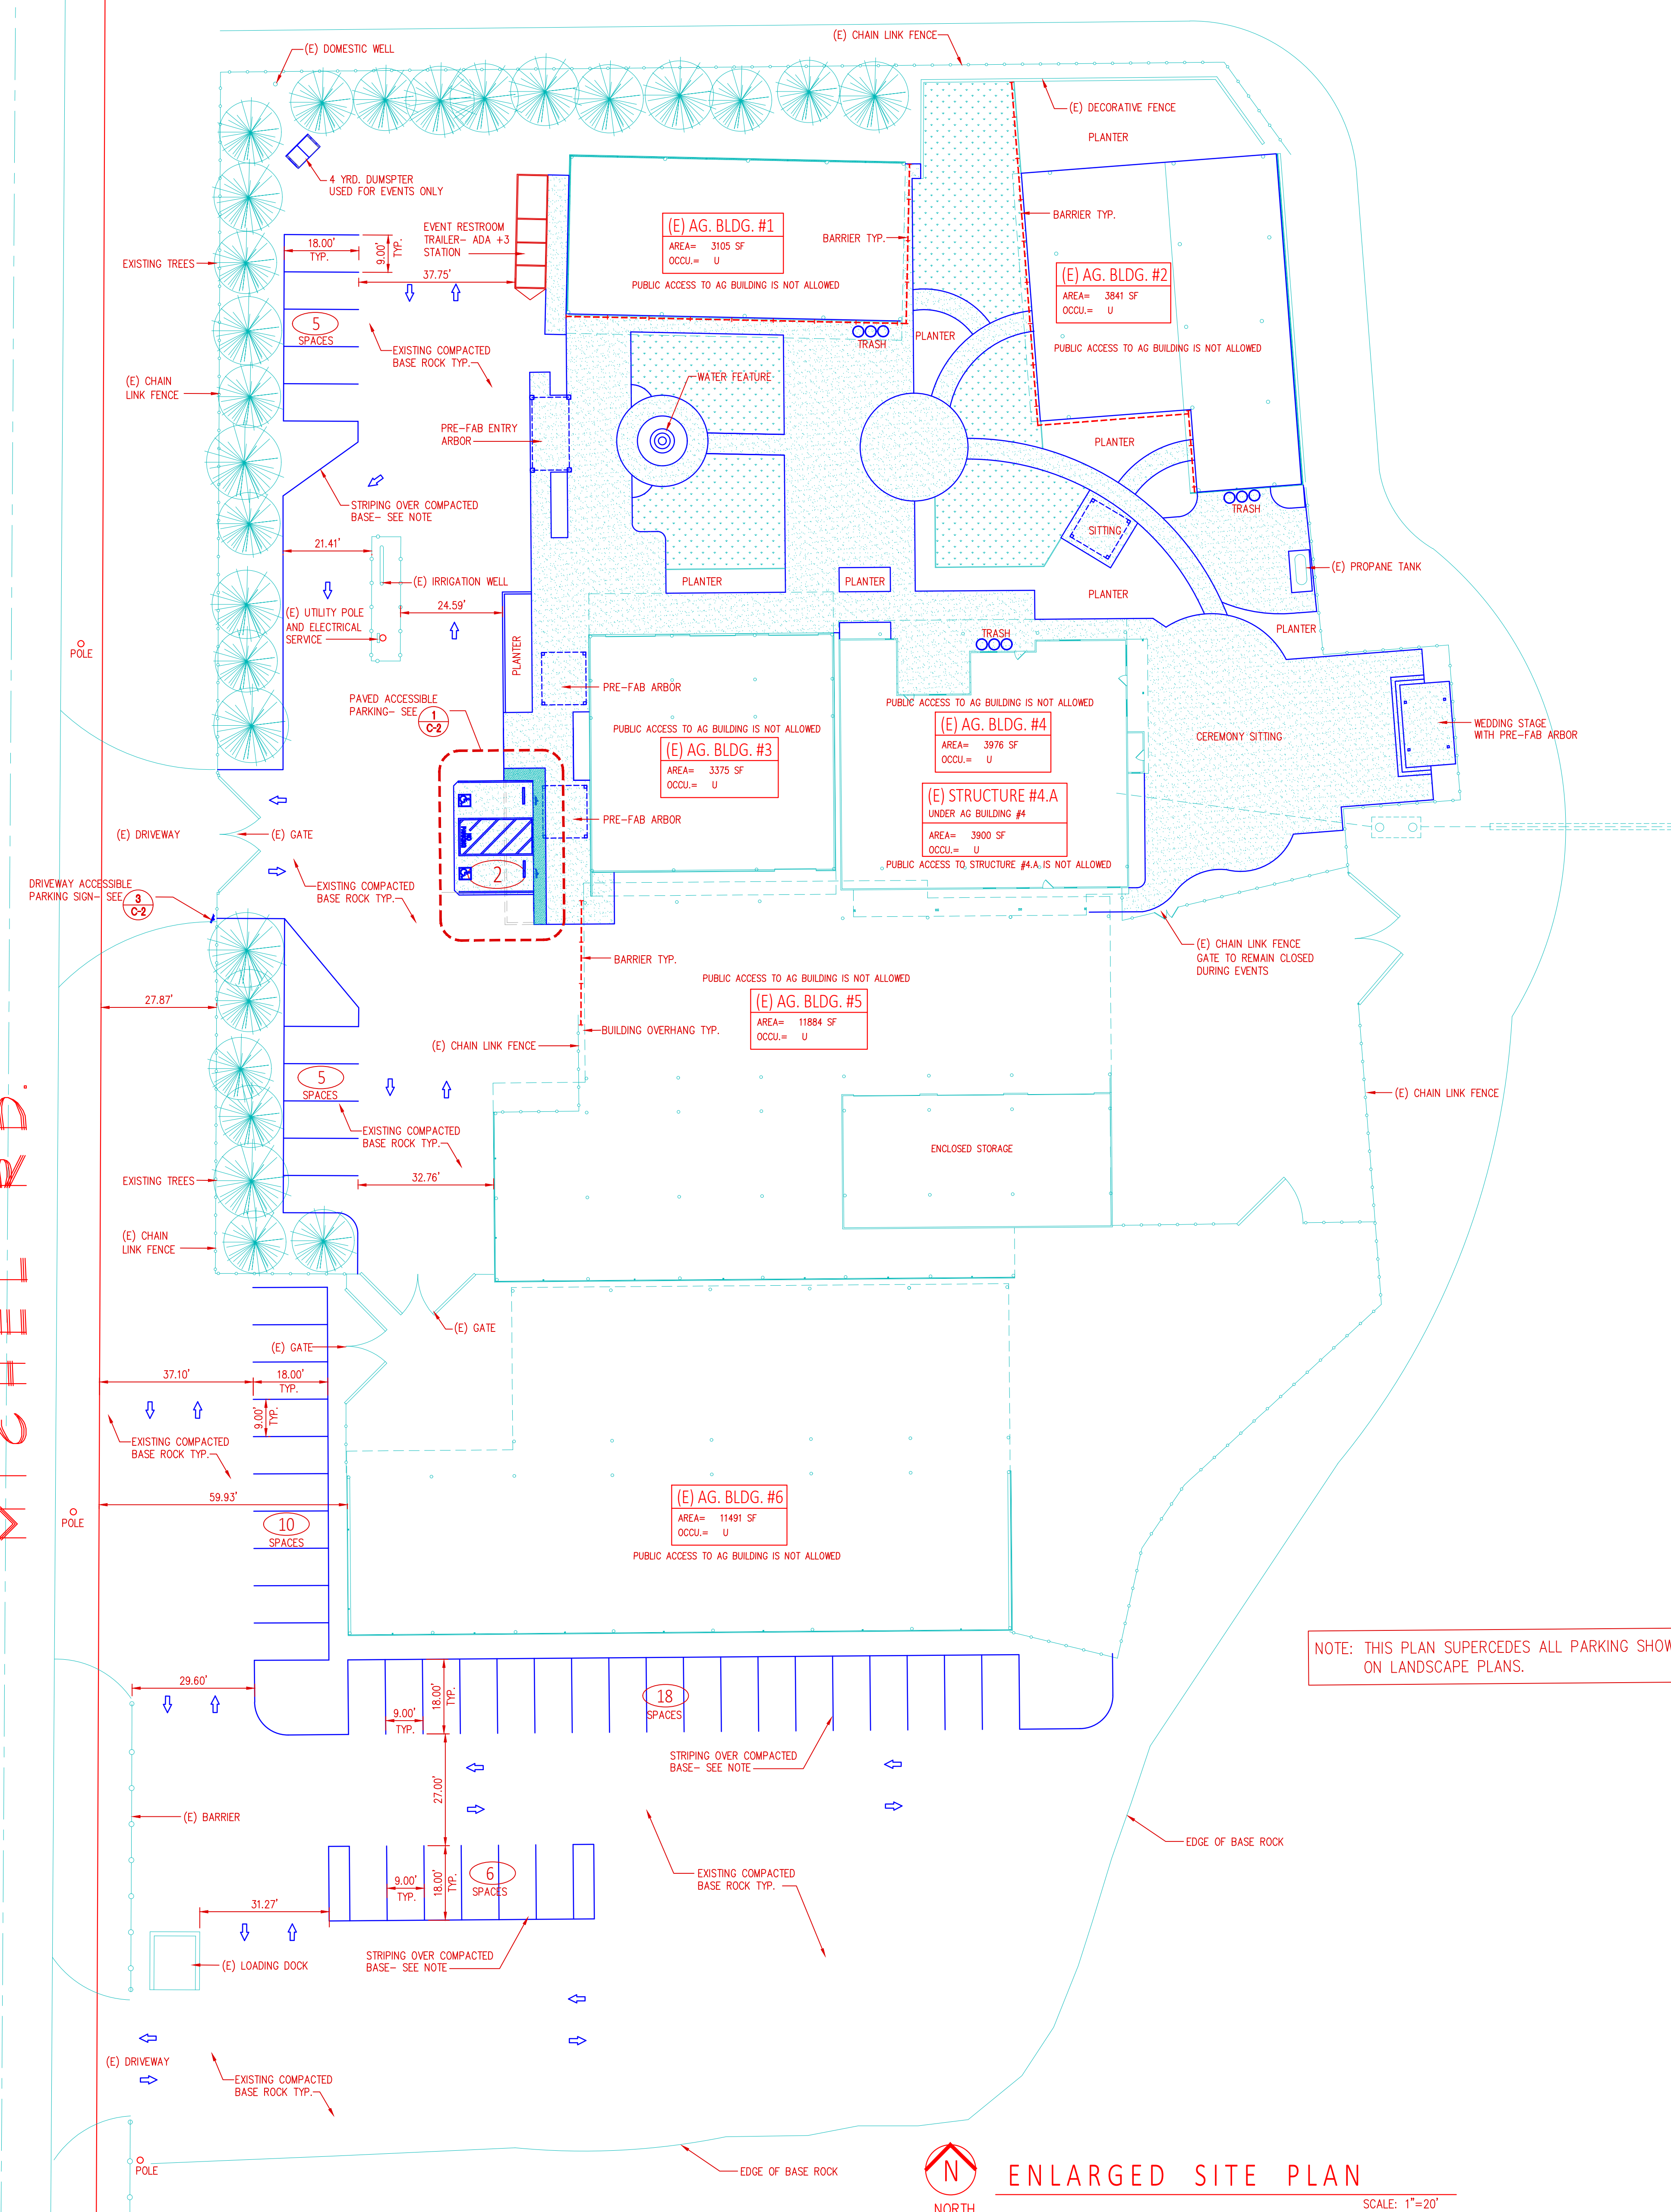 (E) DOMESTIC WELL
(E) CHAIN LINK FENCE
(E) DECORATIVE FENCE
PLANTER
4 YRD. DUMSPTER
USED FOR EVENTS ONLY
EVENT RESTROOM
TRAILER- ADA +3
STATION
BARRIER TYP.
BARRIER TYP.
(E) AG. BLDG. #1
AREA= 3105 SF
OCCU.= U
PUBLIC ACCESS TO AG BUILDING IS NOT ALLOWED
18.00'
TYP.
9.00'
TYP.
37.75'
EXISTING TREES
(E) AG. BLDG. #2
AREA= 3841 SF
OCCU.= U
PUBLIC ACCESS TO AG BUILDING IS NOT ALLOWED
5
SPACES
EXISTING COMPACTED
BASE ROCK TYP.
TRASH
PLANTER
WATER FEATURE
(E) CHAIN
LINK FENCE
PRE-FAB ENTRY
ARBOR
PLANTER
STRIPING OVER COMPACTED
BASE- SEE NOTE
TRASH
SITTING
21.41'
(E) IRRIGATION WELL
PLANTER
PLANTER
PLANTER
(E) PROPANE TANK
24.59'
(E) UTILITY POLE
AND ELECTRICAL
SERVICE
POLE
PLANTER
TRASH
PLANTER
PRE-FAB ARBOR
PAVED ACCESSIBLE
PARKING- SEE
1
C-2
PUBLIC ACCESS TO AG BUILDING IS NOT ALLOWED
(E) AG. BLDG. #3
AREA= 3375 SF
OCCU.= U
PUBLIC ACCESS TO AG BUILDING IS NOT ALLOWED
(E) AG. BLDG. #4
AREA= 3976 SF
OCCU.= U
(E) STRUCTURE #4.A
UNDER AG BUILDING #4
AREA= 3900 SF
OCCU.= U
PUBLIC ACCESS TO STRUCTURE #4.A IS NOT ALLOWED
CEREMONY SITTING
WEDDING STAGE
WITH PRE-FAB ARBOR
PRE-FAB ARBOR
NO
PARKING
2
(E) DRIVEWAY
(E) GATE
EXISTING COMPACTED
BASE ROCK TYP.
DRIVEWAY ACCESSIBLE
PARKING SIGN- SEE
3
C-2
(E) CHAIN LINK FENCE
GATE TO REMAIN CLOSED
DURING EVENTS
BARRIER TYP.
27.87'
PUBLIC ACCESS TO AG BUILDING IS NOT ALLOWED
(E) AG. BLDG. #5
AREA= 11884 SF
OCCU.= U
BUILDING OVERHANG TYP.
(E) CHAIN LINK FENCE
5
SPACES
(E) CHAIN LINK FENCE
EXISTING COMPACTED
BASE ROCK TYP.
ENCLOSED STORAGE
EXISTING TREES
32.76'
(E) CHAIN
LINK FENCE
(E) GATE
(E) GATE
37.10'
18.00'
TYP.
9.00'
TYP.
EXISTING COMPACTED
BASE ROCK TYP.
59.93'
POLE
10
SPACES
(E) AG. BLDG. #6
AREA= 11491 SF
OCCU.= U
PUBLIC ACCESS TO AG BUILDING IS NOT ALLOWED
NOTE: THIS PLAN SUPERCEDES ALL PARKING SHOW
ON LANDSCAPE PLANS.
29.60'
9.00'
TYP.
18.00'
TYP.
18
SPACES
STRIPING OVER COMPACTED
BASE- SEE NOTE
27.00'
(E) BARRIER
EDGE OF BASE ROCK
EXISTING COMPACTED
BASE ROCK TYP.
9.00'
TYP.
18.00'
TYP.
6
SPACES
31.27'
STRIPING OVER COMPACTED
BASE- SEE NOTE
(E) LOADING DOCK
(E) DRIVEWAY
EXISTING COMPACTED
BASE ROCK TYP.
POLE
EDGE OF BASE ROCK
N
NORTH
ENLARGED SITE PLAN
SCALE: 1"=20'